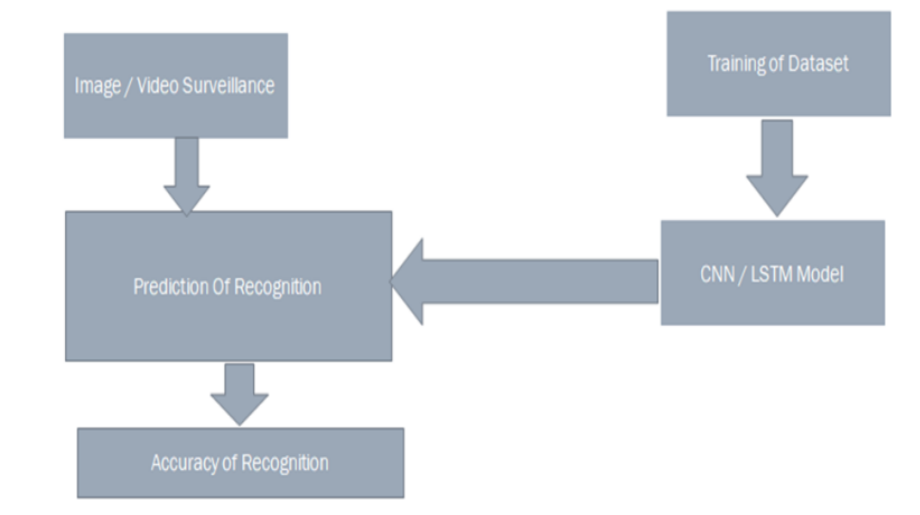 Image / Video Surveillance
Training of Dataset
Prediction Of Recognition
CNN / LSTM Model
Accuracy of Recognition